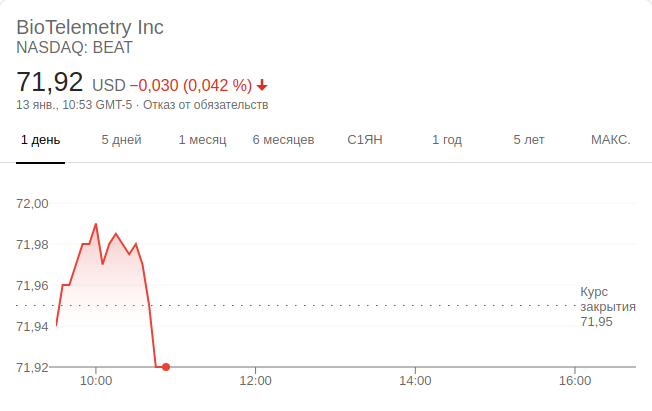 BioTelemetry Inc
NASDAQ: BEAT
71,92 USD −0,030 (0,042 %)
13 янв., 10:53 GMT-5 · Отказ от обязательств
1 день 5 дней 1 месяц 6 месяцев С1ЯН 1 год 5 лет МАКС.
72,00
71,98
71,96
71,94
71,92
Курс
закрытия
71,95
10:00 12:00 14:00 16:00